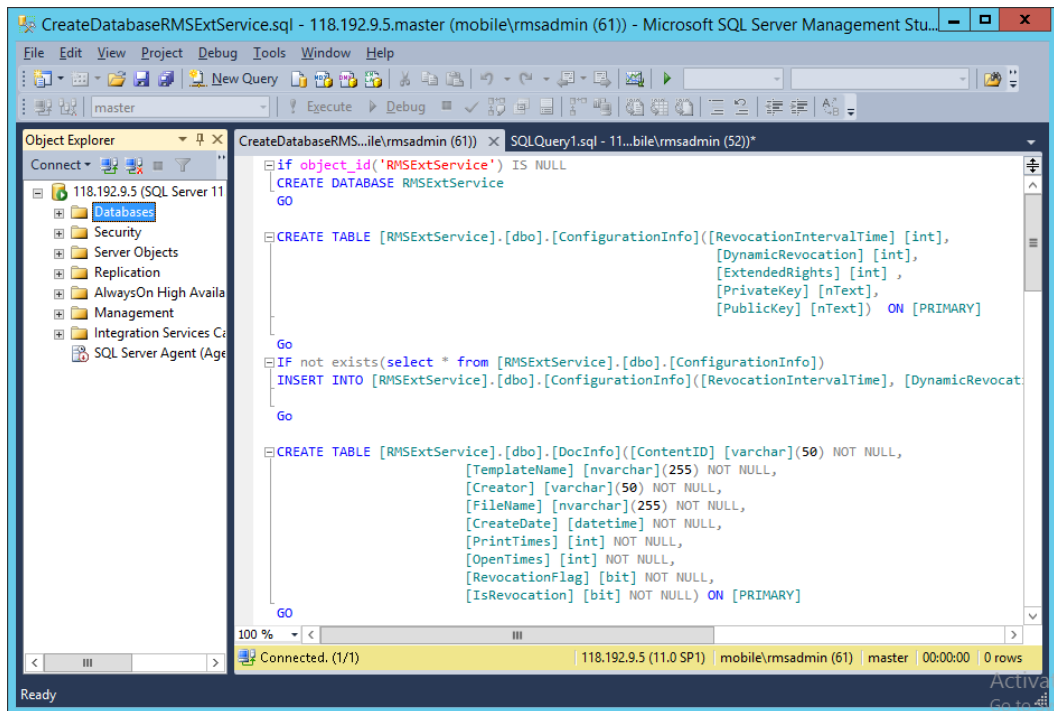 CreateDatabaseRMSExtService.sql - 118.192.9.5.master (mobile\rmsadmin (61)) - Microsoft SQL Server Management Stu...
File Edit View Project Debug Tools Window Help
New Query
master Execute Debug
Object Explorer
Connect
118.192.9.5 (SQL Server 11
Databases
Security
Server Objects
Replication
AlwaysOn High Availa
Management
Integration Services Ca
SQL Server Agent (Age
CreateDatabaseRMS...ile\rmsadmin (61)) SQLQuery1.sql - 11...bile\rmsadmin (52))*
if object_id('RMSExtService') IS NULL
CREATE DATABASE RMSExtService
GO
CREATE TABLE [RMSExtService].[dbo].[ConfigurationInfo]([RevocationIntervalTime] [int],
[DynamicRevocation] [int],
[ExtendedRights] [int] ,
[PrivateKey] [nText],
[PublicKey] [nText]) ON [PRIMARY]
Go
IF not exists(select * from [RMSExtService].[dbo].[ConfigurationInfo])
INSERT INTO [RMSExtService].[dbo].[ConfigurationInfo]([RevocationIntervalTime], [DynamicRevocat
Go
CREATE TABLE [RMSExtService].[dbo].[DocInfo]([ContentID] [varchar](50) NOT NULL,
[TemplateName] [nvarchar](255) NOT NULL,
[Creator] [varchar](50) NOT NULL,
[FileName] [nvarchar](255) NOT NULL,
[CreateDate] [datetime] NOT NULL,
[PrintTimes] [int] NOT NULL,
[OpenTimes] [int] NOT NULL,
[RevocationFlag] [bit] NOT NULL,
[IsRevocation] [bit] NOT NULL) ON [PRIMARY]
GO
100 %
Connected. (1/1) 118.192.9.5 (11.0 SP1) mobile\rmsadmin (61) master 00:00:00 0 rows
Activa
Ready
Go to